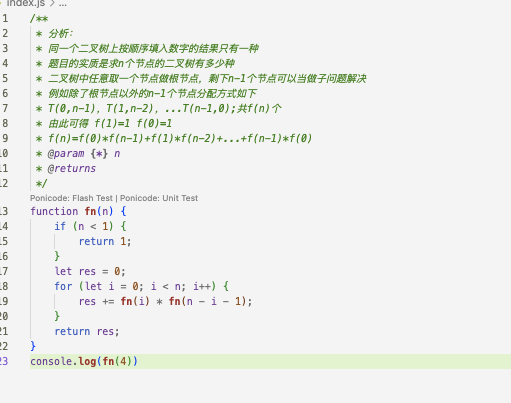 index.js > ...
1 /**
2 * 分析：
3 * 同一个二叉树上按顺序填入数字的结果只有一种
4 * 题目的实质是求n个节点的二叉树有多少种
5 * 二叉树中任意取一个节点做根节点，剩下n-1个节点可以当做子问题解决
6 * 例如除了根节点以外的n-1个节点分配方式如下
7 * T(0,n-1)，T(1,n-2)，...T(n-1,0);共f(n)个
8 * 由此可得 f(1)=1 f(0)=1
9 * f(n)=f(0)*f(n-1)+f(1)*f(n-2)+...+f(n-1)*f(0)
10 * @param {*} n
11 * @returns
12 */
Ponicode: Flash Test | Ponicode: Unit Test
13 function fn(n) {
14 if (n < 1) {
15 return 1;
16 }
17 let res = 0;
18 for (let i = 0; i < n; i++) {
19 res += fn(i) * fn(n - i - 1);
20 }
21 return res;
22 }
23 console.log(fn(4))